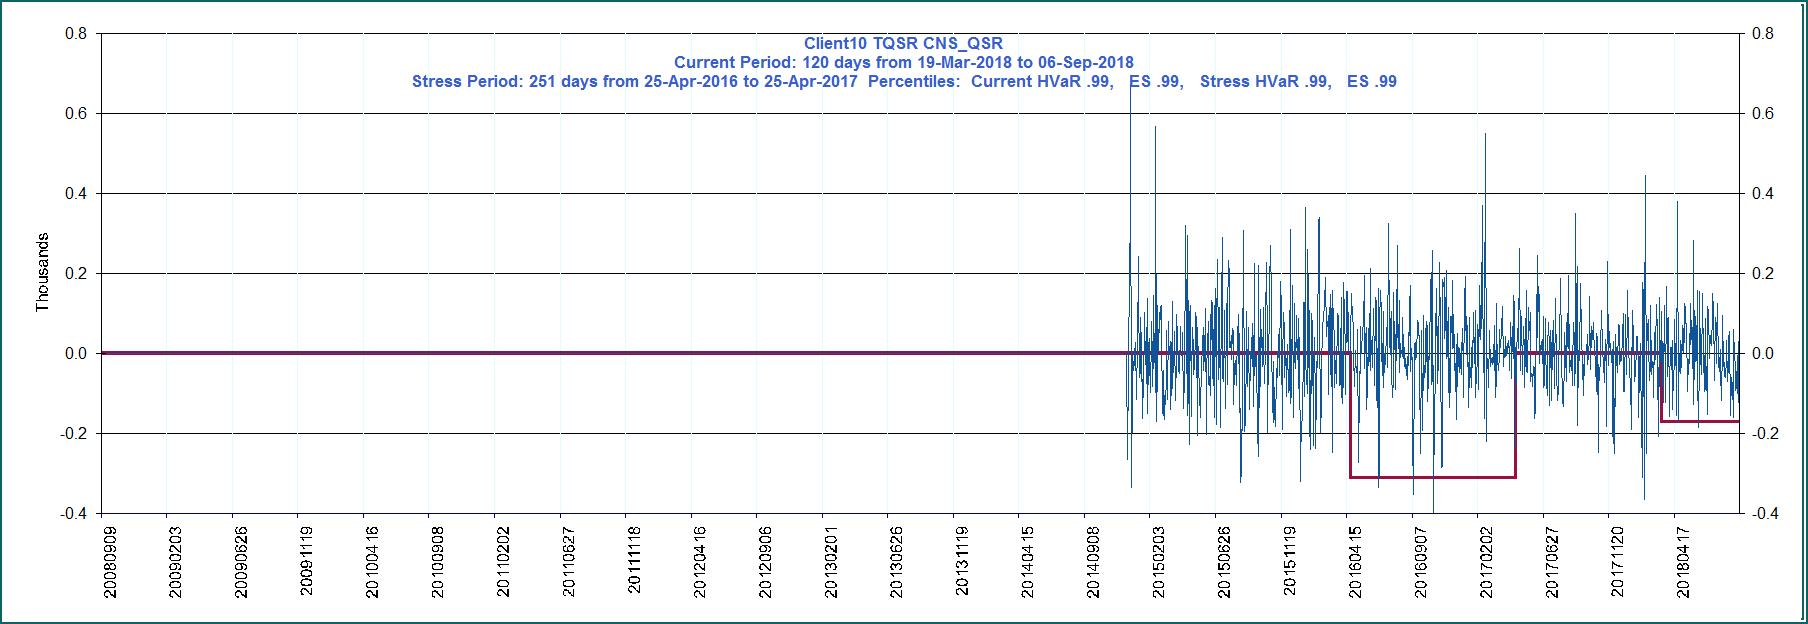 Client10 TQSR CNS_QSR
Current Period: 120 days from 19-Mar-2018 to 06-Sep-2018
Stress Period: 251 days from 25-Apr-2016 to 25-Apr-2017  Percentiles:  Current HVaR .99,   ES .99,   Stress HVaR .99,   ES .99
0.8 0.8
0.6 0.6
0.4 0.4
0.2 0.2
0.0 0.0
-0.2 -0.2
-0.4 -0.4
Thousands
20080909 20090203 20090626 20091119 20100416 20100908 20110202 20110627 20111118 20120416 20120906 20130201 20130626 20131119 20140415 20140908 20150203 20150626 20151119 20160415 20160907 20170202 20170627 20171120 20180417